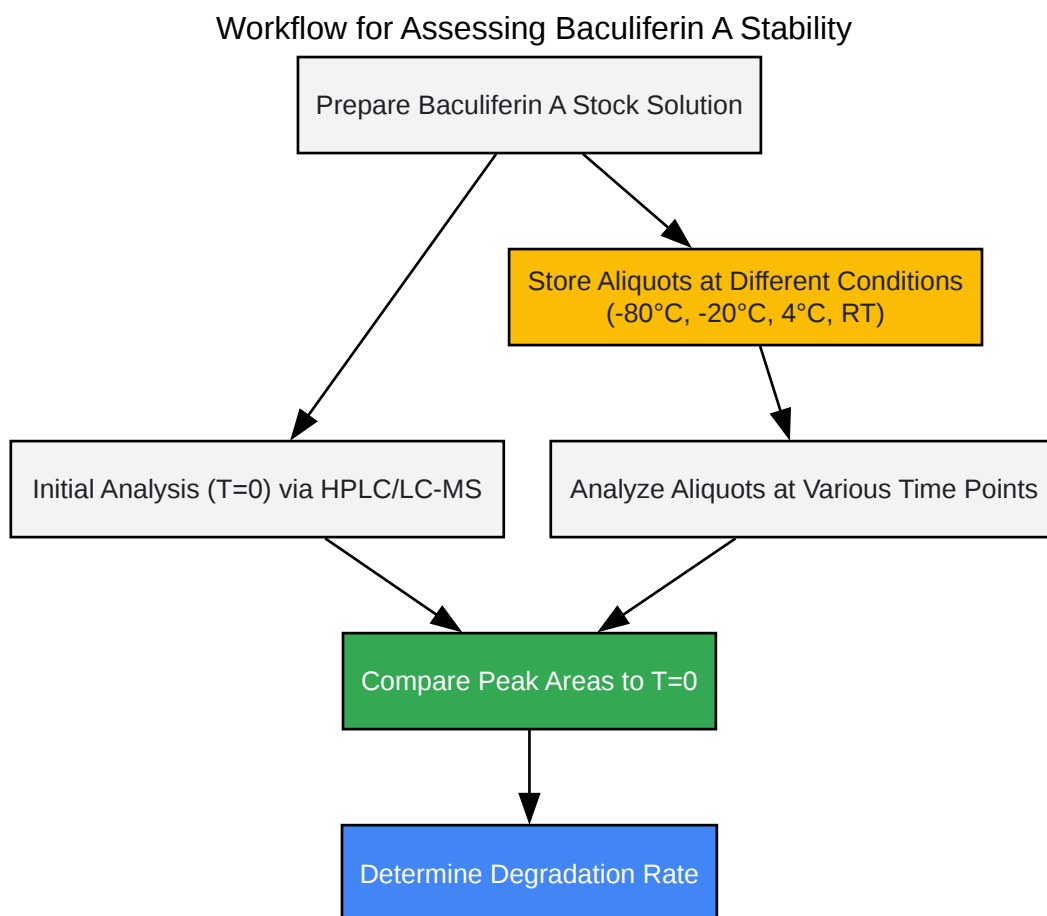 Workflow for Assessing Baculiferin A Stability
Prepare Baculiferin A Stock Solution
Store Aliquots at Different Conditions
(-80°C, -20°C, 4°C, RT)
Initial Analysis (T=0) via HPLC/LC-MS
Analyze Aliquots at Various Time Points
Compare Peak Areas to T=0
Determine Degradation Rate